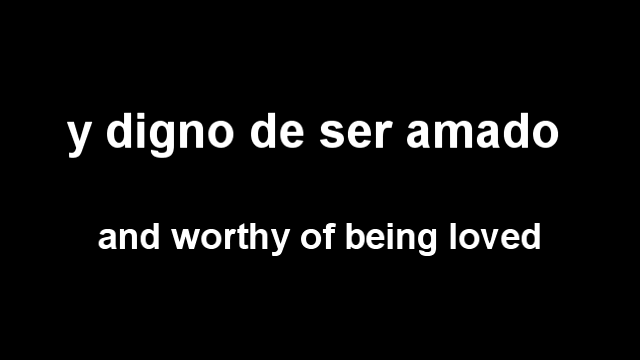 y digno de ser amado
and worthy of being loved